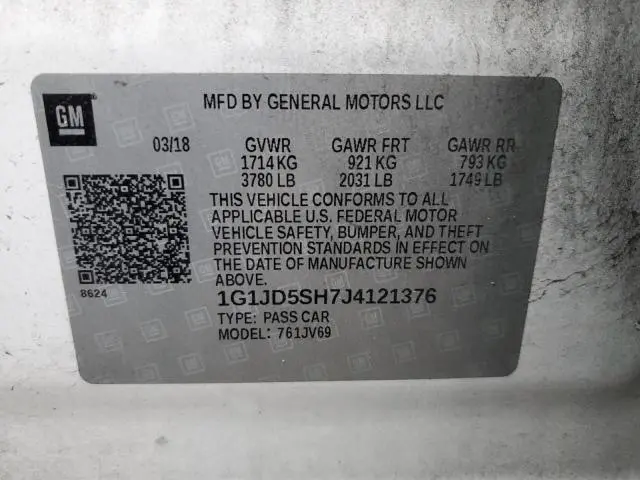 GM
MFD BY GENERAL MOTORS LLC
03/18 GVWR GAWR FRT GAWR RR
1714 KG 921 KG 793 KG
3780 LB 2031 LB 1749 LB
THIS VEHICLE CONFORMS TO ALL
APPLICABLE U.S. FEDERAL MOTOR
VEHICLE SAFETY, BUMPER, AND THEFT
PREVENTION STANDARDS IN EFFECT ON
THE DATE OF MANUFACTURE SHOWN
ABOVE.
8624
1G1JD5SH7J4121376
TYPE: PASS CAR
MODEL: 761JV69